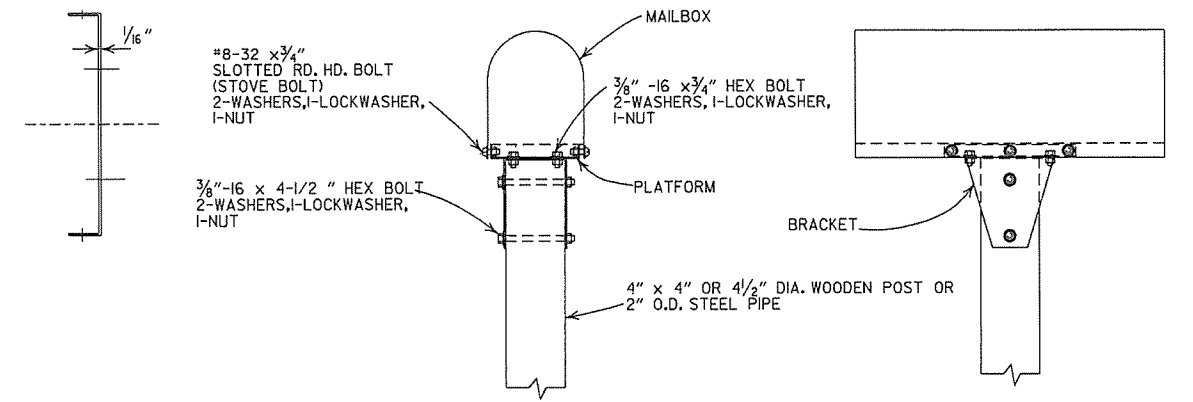 1/16"
#8-32 x3/4"
SLOTTED RD. HD. BOLT
(STOVE BOLT)
2-WASHERS,1-LOCKWASHER,
1-NUT
MAILBOX
3/8" -16 x3/4" HEX BOLT
2-WASHERS, 1-LOCKWASHER,
1-NUT
3/8"-16 x 4-1/2 " HEX BOLT
2-WASHERS,1-LOCKWASHER,
1-NUT
PLATFORM
BRACKET
4" x 4" OR 4 1/2" DIA. WOODEN POST OR
2" O.D. STEEL PIPE